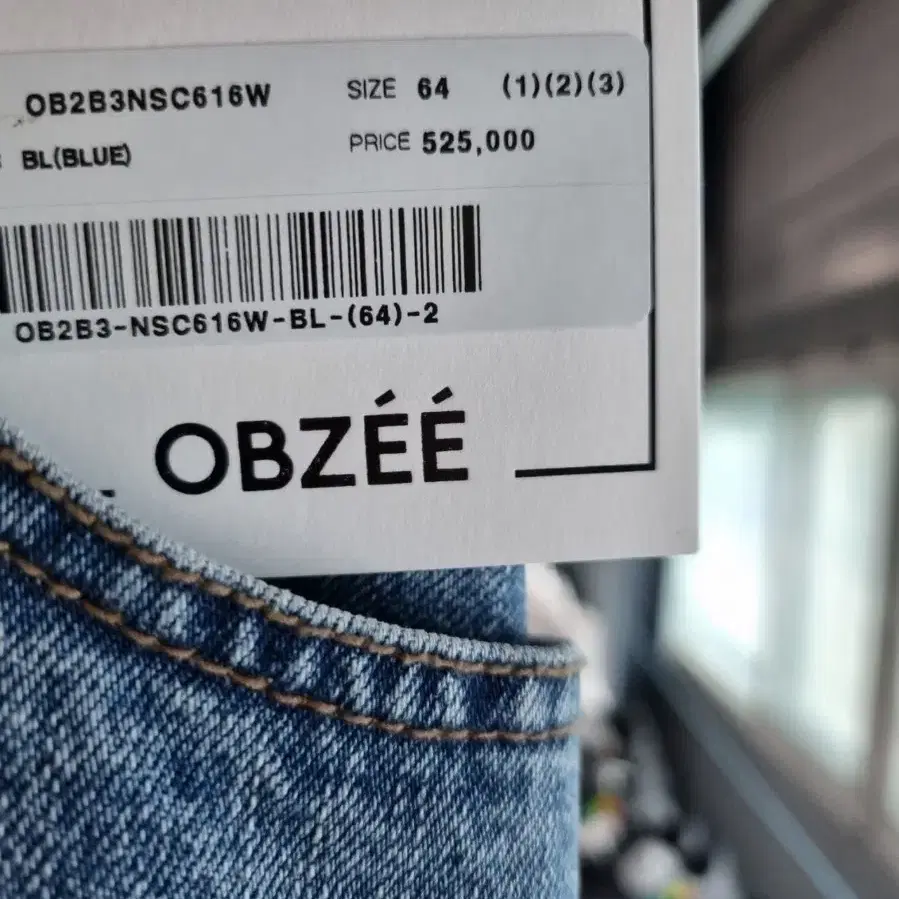 OB2B3NSC616W SIZE 64 (1)(2)(3)
BL(BLUE) PRICE 525,000
OB2B3-NSC616W-BL-(64)-2
OBZÉÉ